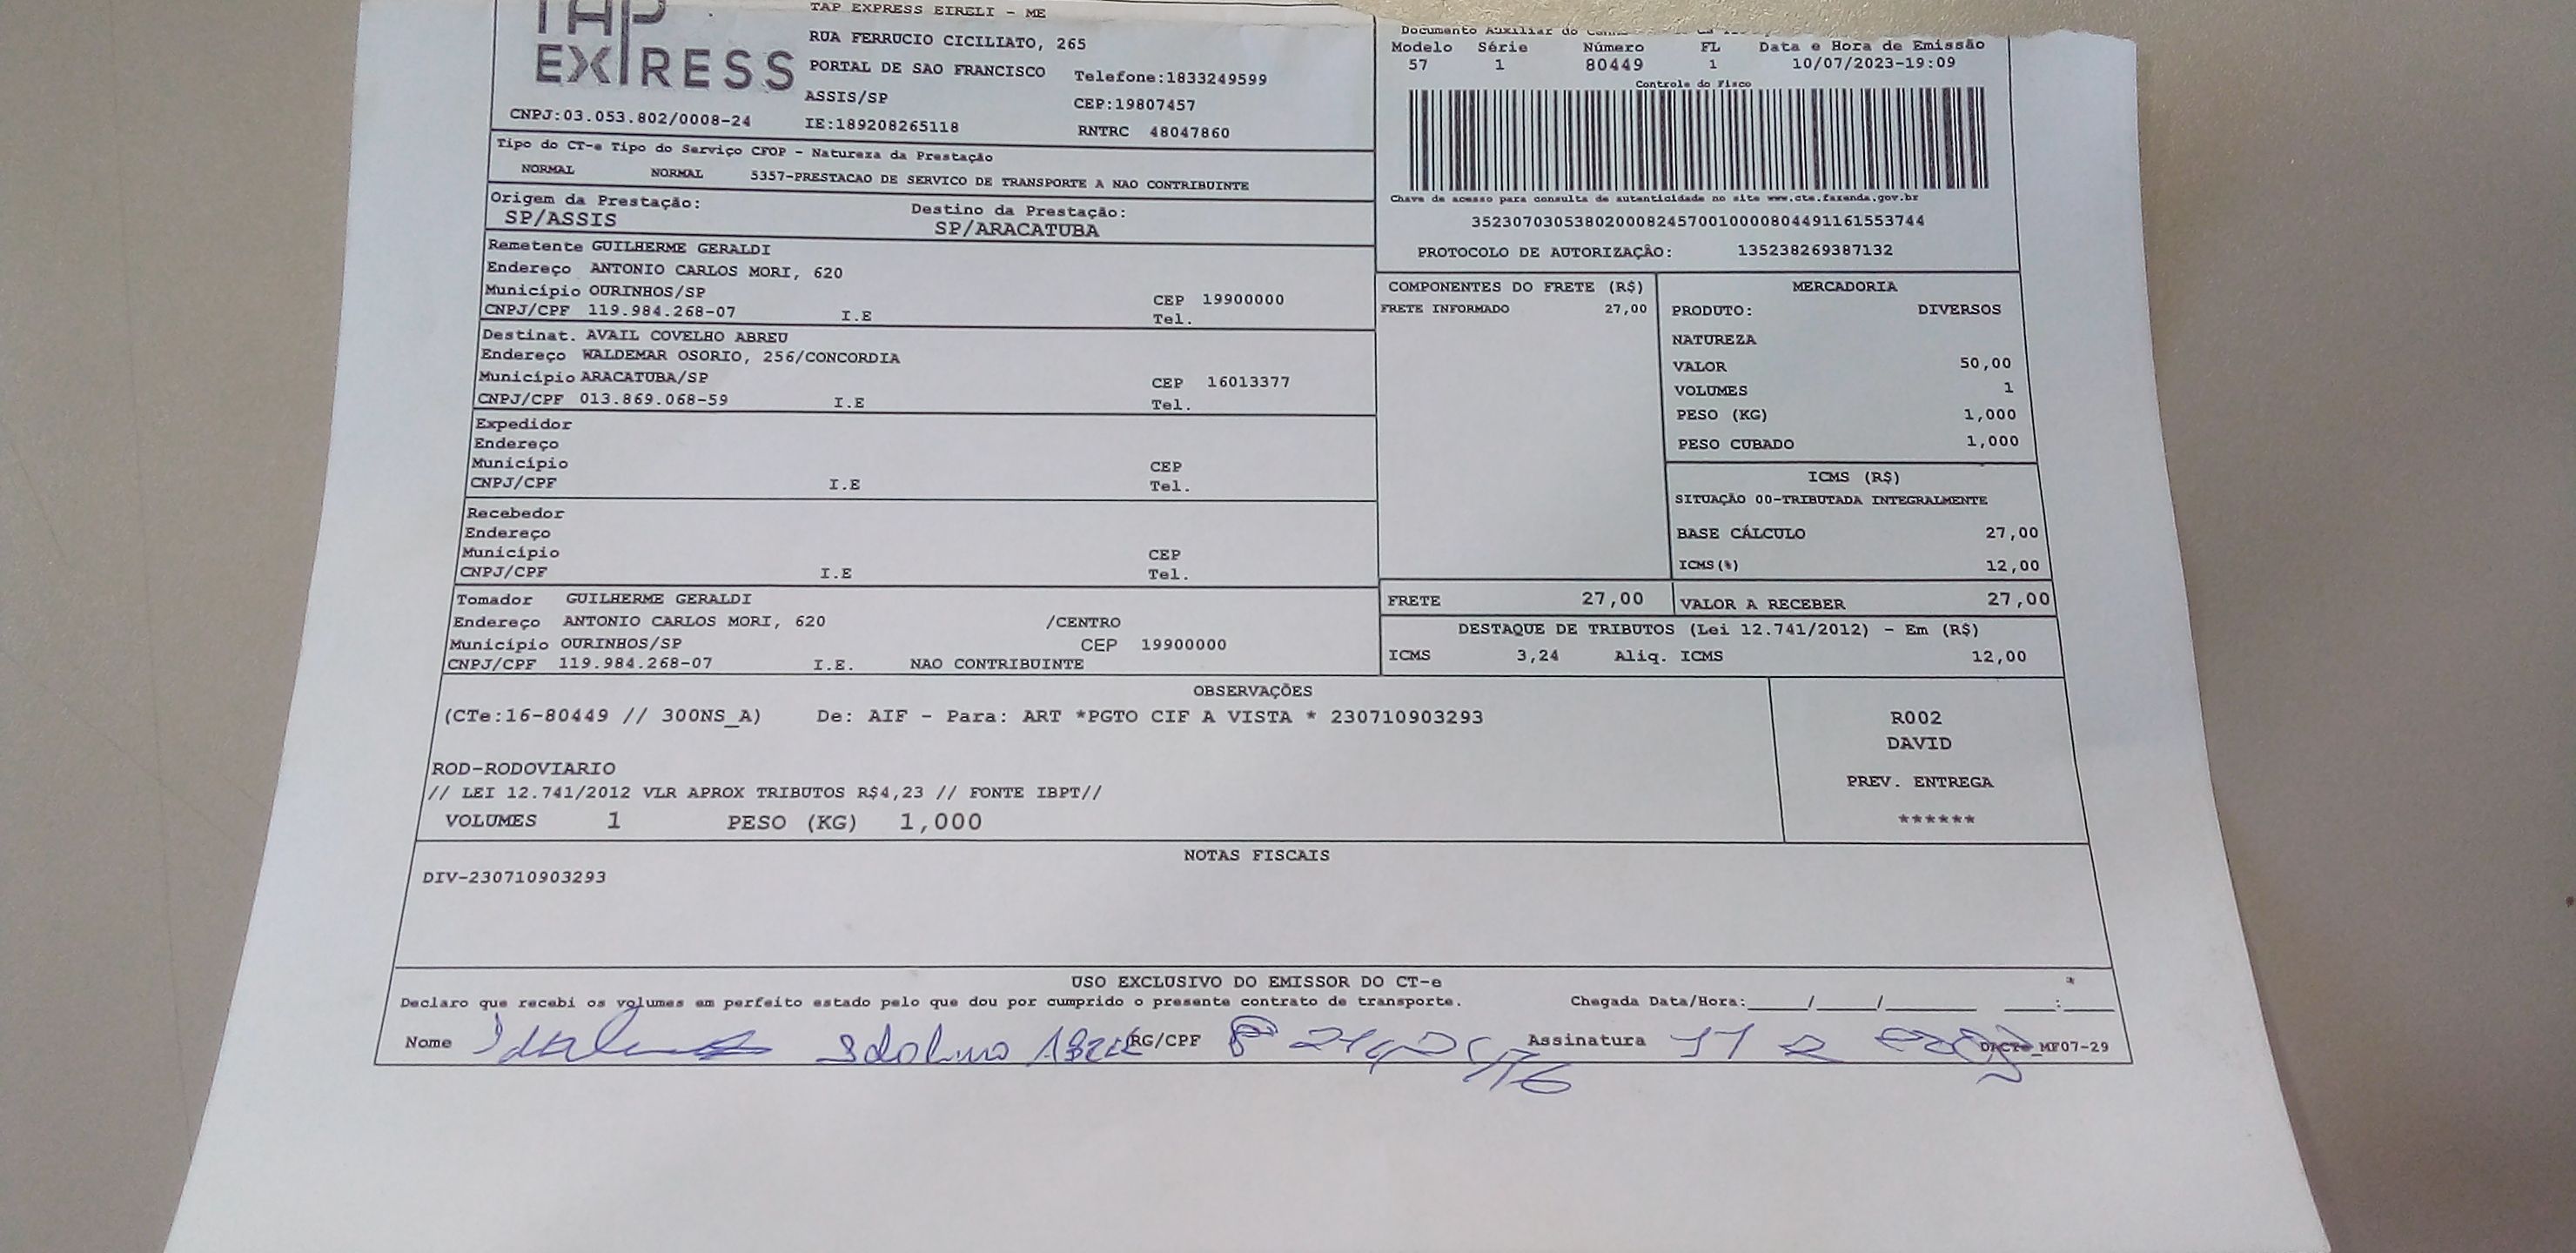 TAP EXPRESS
TAP EXPRESS EIRELI - ME
RUA FERRUCIO CICILIATO, 265
PORTAL DE SAO FRANCISCO Telefone:1833249599
ASSIS/SP CEP:19807457
CNPJ:03.053.802/0008-24 IE:189208265118 RNTRC 48047860
Documento Auxiliar do
Modelo Série Número FL Data e Hora de Emissão
57 1 80449 1 10/07/2023-19:09
Controle do Fisco
Chave de acesso para consulta de autenticidade no site www.cte.fazenda.gov.br
35230703053802000824570010000804491161553744
PROTOCOLO DE AUTORIZAÇÃO: 135238269387132
Tipo do CT-e Tipo do Serviço CFOP - Natureza da Prestação
NORMAL NORMAL 5357-PRESTACAO DE SERVICO DE TRANSPORTE A NAO CONTRIBUINTE
Origem da Prestação: Destino da Prestação:
SP/ASSIS SP/ARACATUBA
Remetente GUILHERME GERALDI
Endereço ANTONIO CARLOS MORI, 620
Município OURINHOS/SP CEP 19900000
CNPJ/CPF 119.984.268-07 I.E Tel.
Destinat. AVAIL COVELHO ABREU
Endereço WALDEMAR OSORIO, 256/CONCORDIA
Município ARACATUBA/SP CEP 16013377
CNPJ/CPF 013.869.068-59 I.E Tel.
Expedidor
Endereço
Município CEP
CNPJ/CPF I.E Tel.
Recebedor
Endereço
Município CEP
CNPJ/CPF I.E Tel.
Tomador GUILHERME GERALDI
Endereço ANTONIO CARLOS MORI, 620 /CENTRO
Município OURINHOS/SP CEP 19900000
CNPJ/CPF 119.984.268-07 I.E. NAO CONTRIBUINTE
COMPONENTES DO FRETE (R$)
FRETE INFORMADO 27,00
MERCADORIA
PRODUTO: DIVERSOS
NATUREZA
VALOR 50,00
VOLUMES 1
PESO (KG) 1,000
PESO CUBADO 1,000
ICMS (R$)
SITUAÇÃO 00-TRIBUTADA INTEGRALMENTE
BASE CÁLCULO 27,00
ICMS(%) 12,00
FRETE 27,00 VALOR A RECEBER 27,00
DESTAQUE DE TRIBUTOS (Lei 12.741/2012) - Em (R$)
ICMS 3,24 Aliq. ICMS 12,00
OBSERVAÇÕES
(CTe:16-80449 // 300NS_A) De: AIF - Para: ART *PGTO CIF A VISTA * 230710903293
ROD-RODOVIARIO
// LEI 12.741/2012 VLR APROX TRIBUTOS R$4,23 // FONTE IBPT//
VOLUMES 1 PESO (KG) 1,000
R002
DAVID
PREV. ENTREGA
******
NOTAS FISCAIS
DIV-230710903293
USO EXCLUSIVO DO EMISSOR DO CT-e
*
Declaro que recebi os volumes em perfeito estado pelo que dou por cumprido o presente contrato de transporte. Chegada Data/Hora:____/____/______ ___:___
Nome RG/CPF Assinatura DACTe_MF07-29